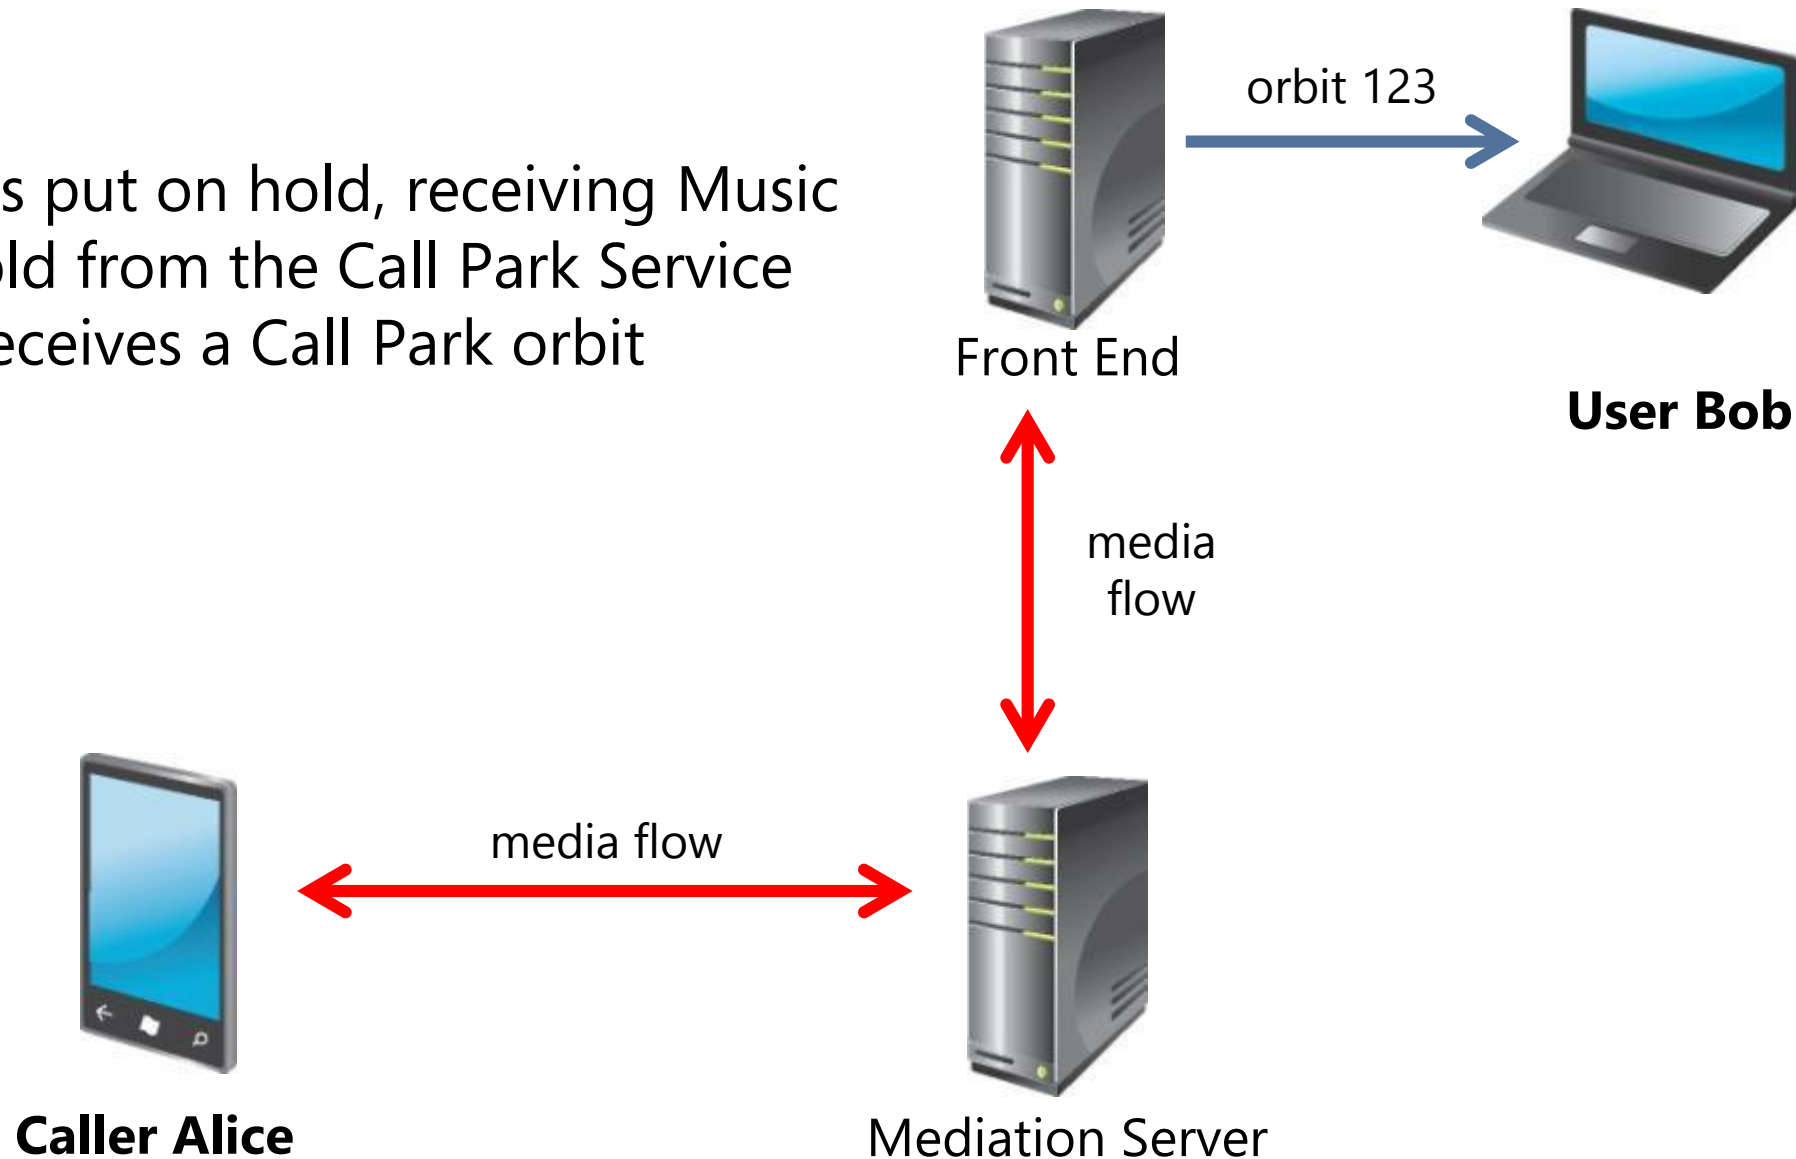 s put on hold, receiving Music
old from the Call Park Service
eceives a Call Park orbit
orbit 123
Front End
User Bob
media
flow
media flow
Caller Alice
Mediation Server